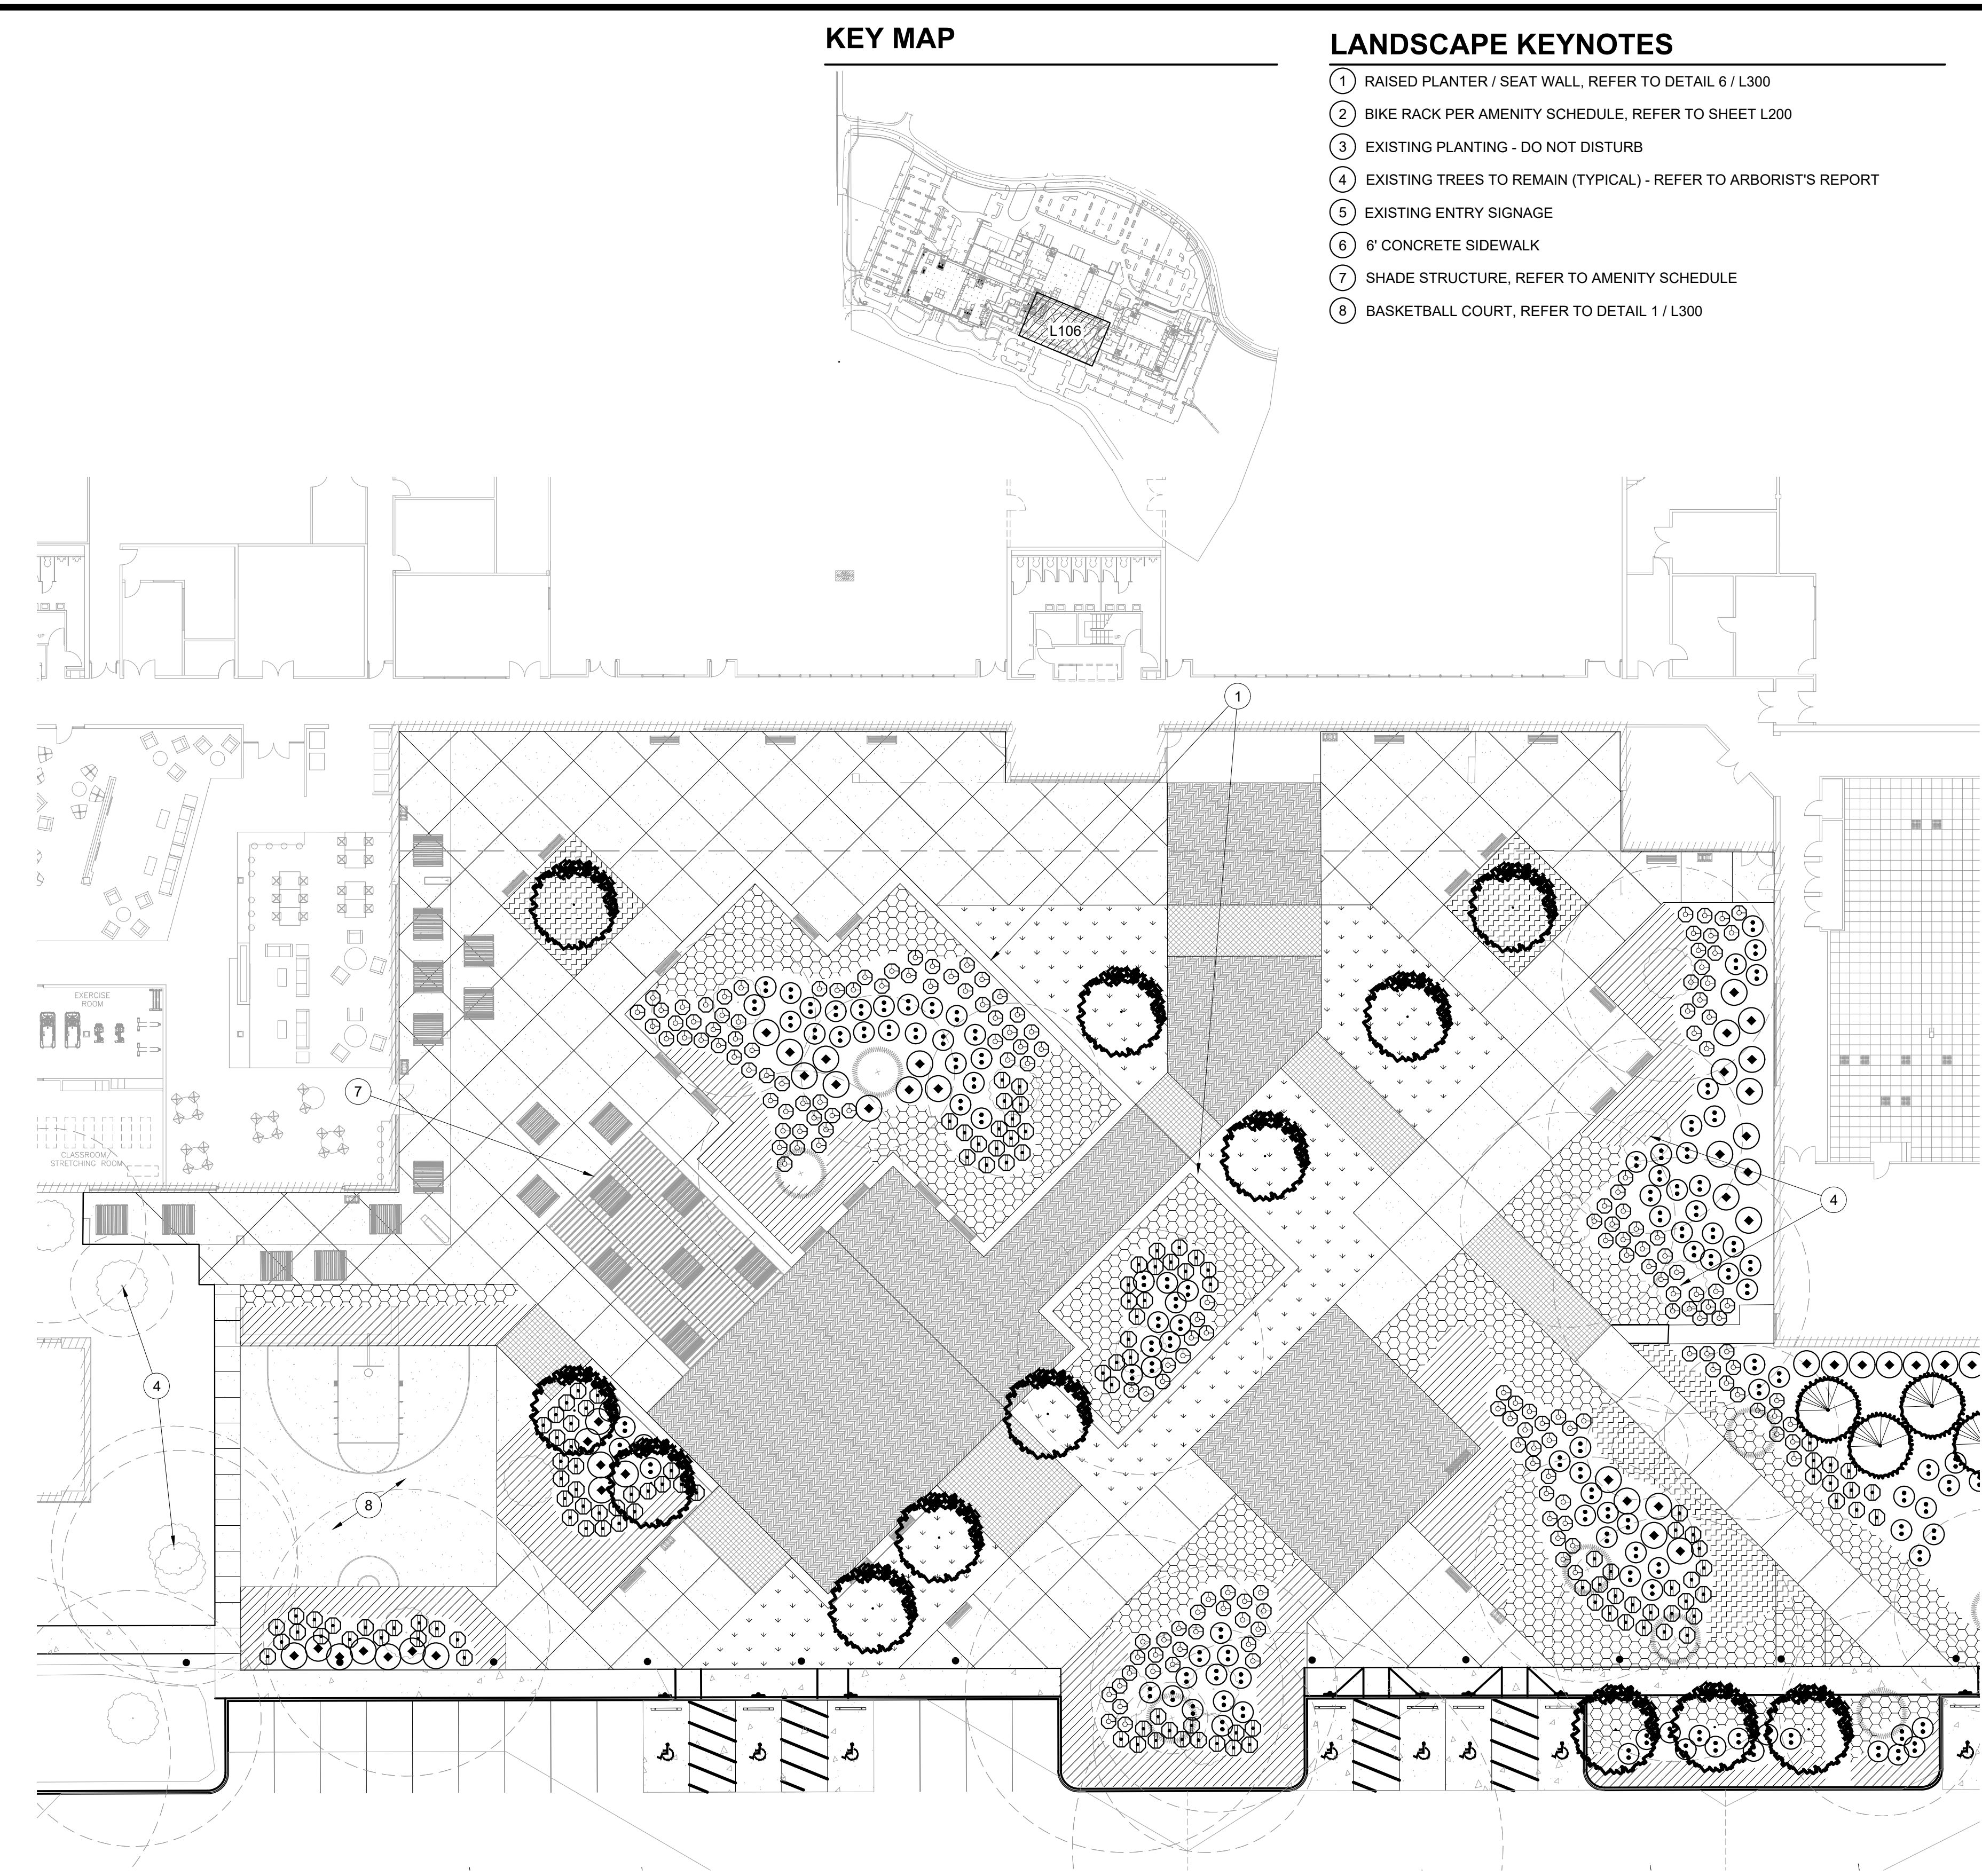 KEY MAP
LANDSCAPE KEYNOTES
1 RAISED PLANTER / SEAT WALL, REFER TO DETAIL 6 / L300
2 BIKE RACK PER AMENITY SCHEDULE, REFER TO SHEET L200
3 EXISTING PLANTING - DO NOT DISTURB
4 EXISTING TREES TO REMAIN (TYPICAL) - REFER TO ARBORIST'S REPORT
5 EXISTING ENTRY SIGNAGE
6 6' CONCRETE SIDEWALK
7 SHADE STRUCTURE, REFER TO AMENITY SCHEDULE
8 BASKETBALL COURT, REFER TO DETAIL 1 / L300
L106
UP
UP
1
EXERCISE
ROOM
7
CLASSROOM/
STRETCHING ROOM
4
4
8